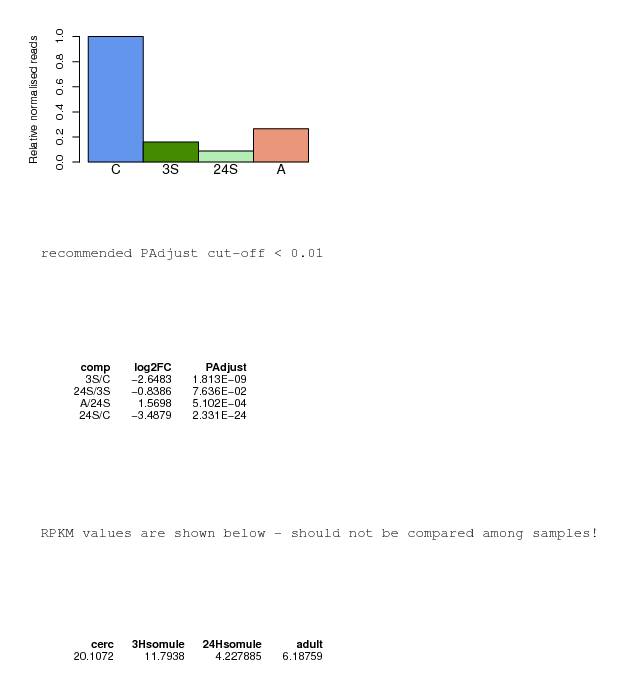 Relative normalised reads
1.0
0.8
0.6
0.4
0.2
0.0
C 3S 24S A
recommended PAdjust cut-off < 0.01
comp log2FC PAdjust
3S/C −2.6483 1.813E−09
24S/3S −0.8386 7.636E−02
A/24S 1.5698 5.102E−04
24S/C −3.4879 2.331E−24
RPKM values are shown below - should not be compared among samples!
cerc 3Hsomule 24Hsomule adult
20.1072 11.7938 4.227885 6.18759